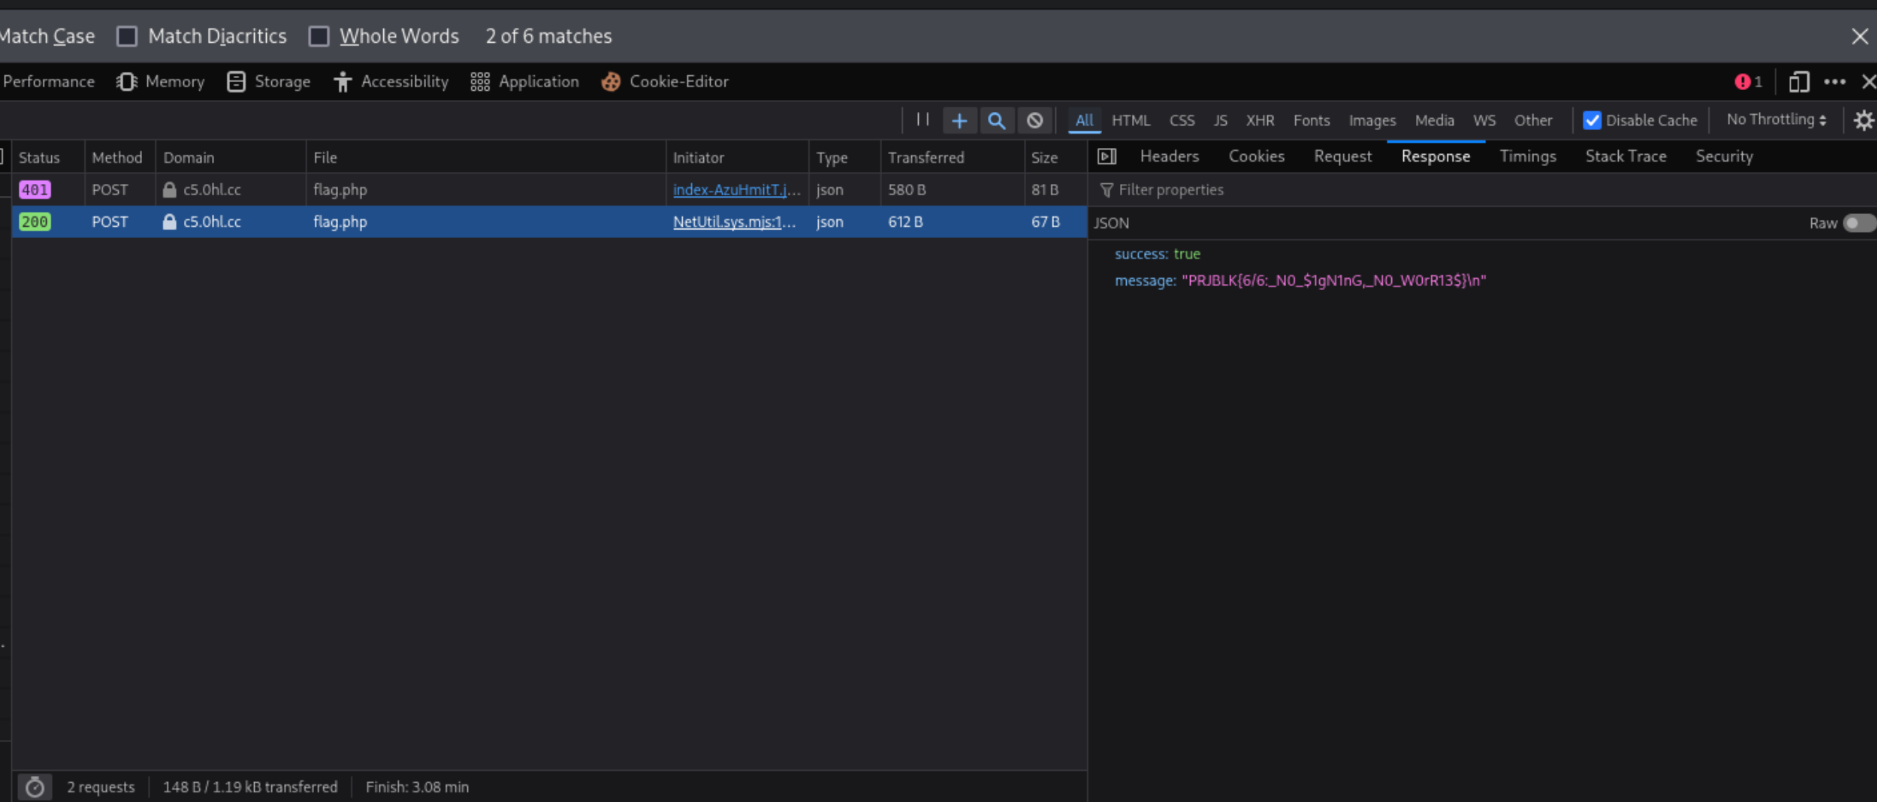 Match Case Match Diacritics Whole Words 2 of 6 matches
Performance Memory Storage Accessibility Application Cookie-Editor 1
All HTML CSS JS XHR Fonts Images Media WS Other Disable Cache No Throttling
Status Method Domain File Initiator Type Transferred Size
Headers Cookies Request Response Timings Stack Trace Security
401 POST c5.0hl.cc flag.php index-AzuHmitT.j... json 580 B 81 B
Filter properties
200 POST c5.0hl.cc flag.php NetUtil.sys.mjs:1... json 612 B 67 B
JSON Raw
success: true
message: "PRJBLK{6/6:_N0_$1gN1nG,_N0_W0rR13$}\n"
2 requests 148 B / 1.19 kB transferred Finish: 3.08 min